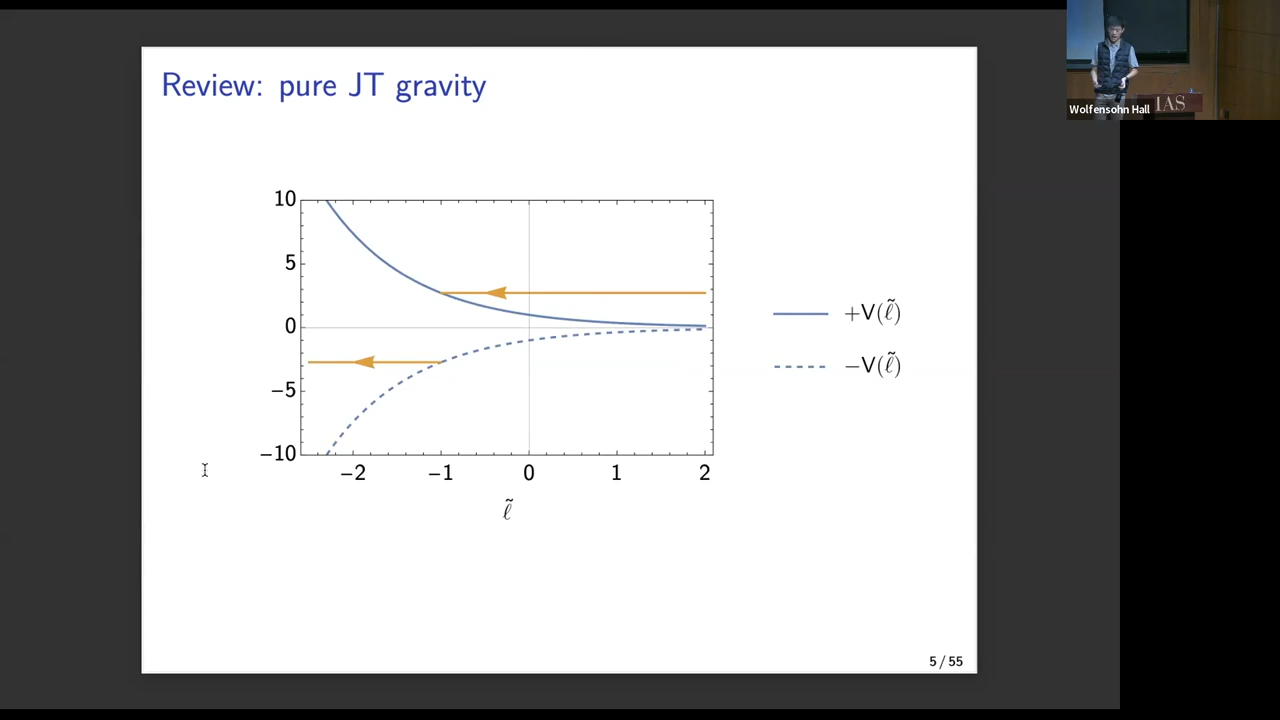 Review: pure JT gravity
10
5
0
−5
−10
−2 −1 0 1 2
ℓ̃
+V(ℓ̃)
−V(ℓ̃)
5 / 55
Wolfensohn Hall
IAS